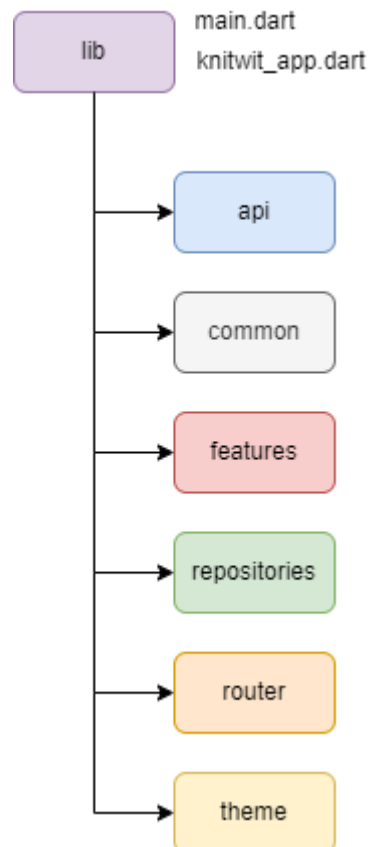 lib
main.dart
knitwit_app.dart
api
common
features
repositories
router
theme